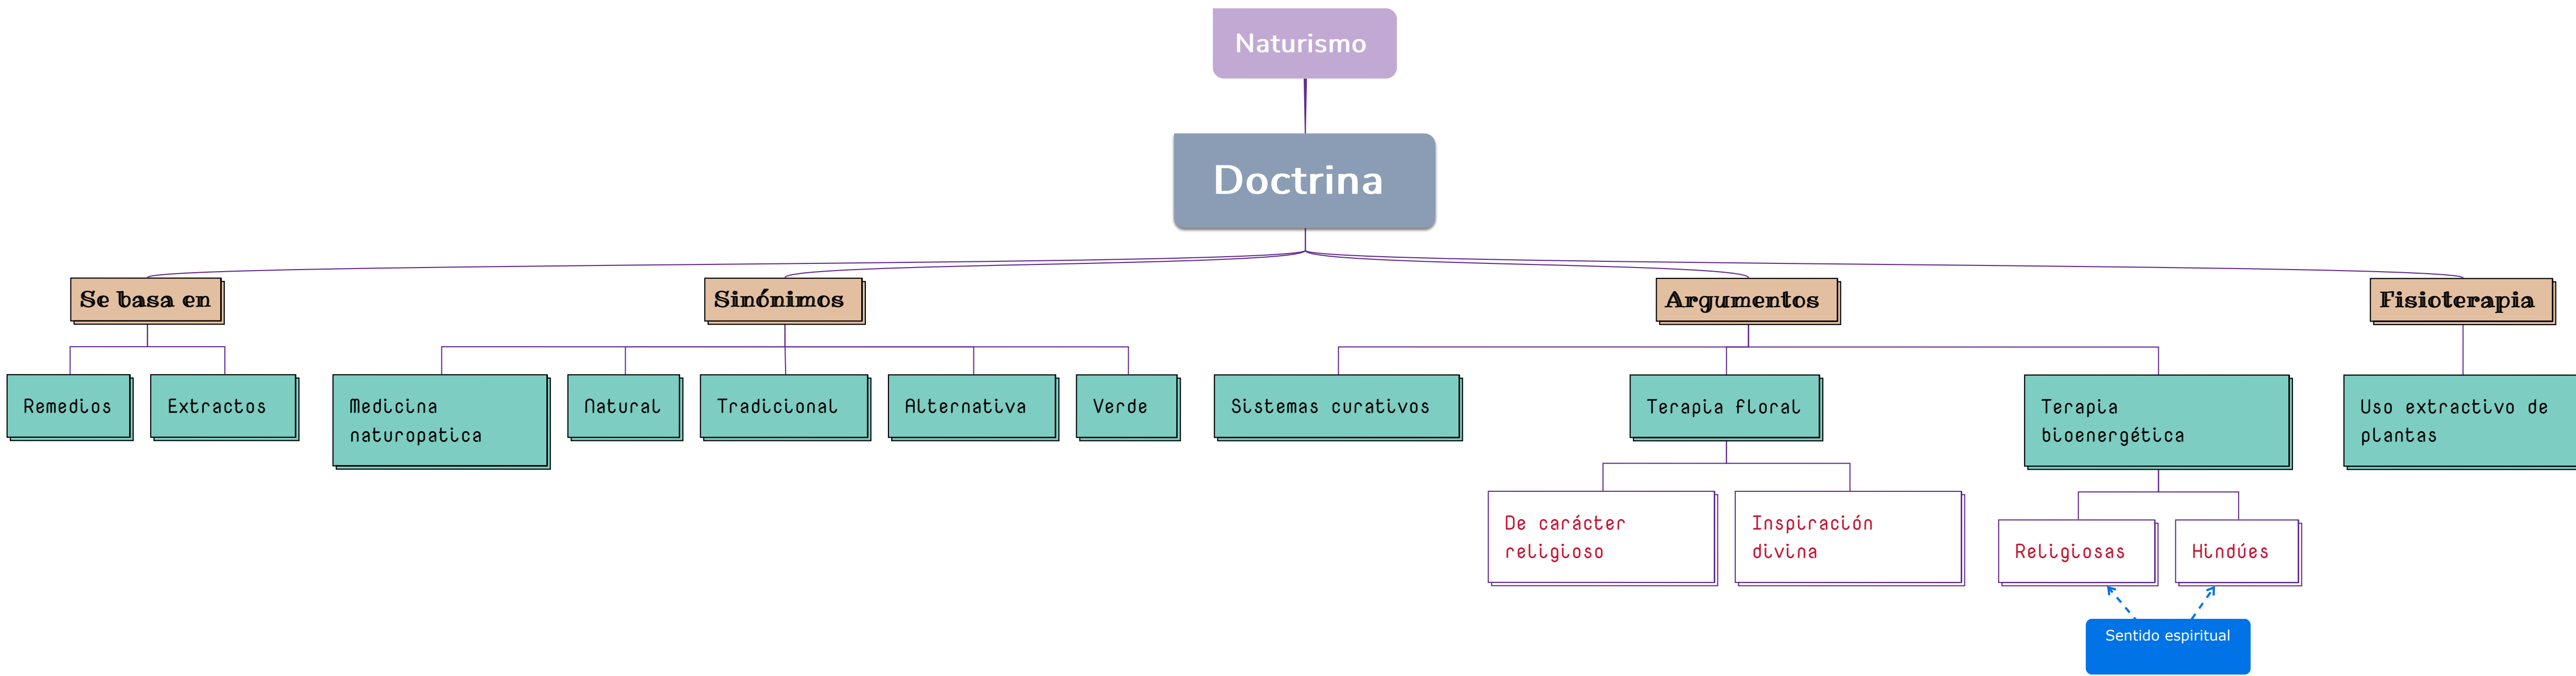 Naturismo
Doctrina
Se basa en
Sinónimos
Argumentos
Fisioterapia
Remedios
Extractos
Medicina
naturopatica
Natural
Tradicional
Alternativa
Verde
Sistemas curativos
Terapia floral
Terapia
bioenergética
Uso extractivo de
plantas
De carácter
religioso
Inspiración
divina
Religiosas
Hindúes
Sentido espiritual